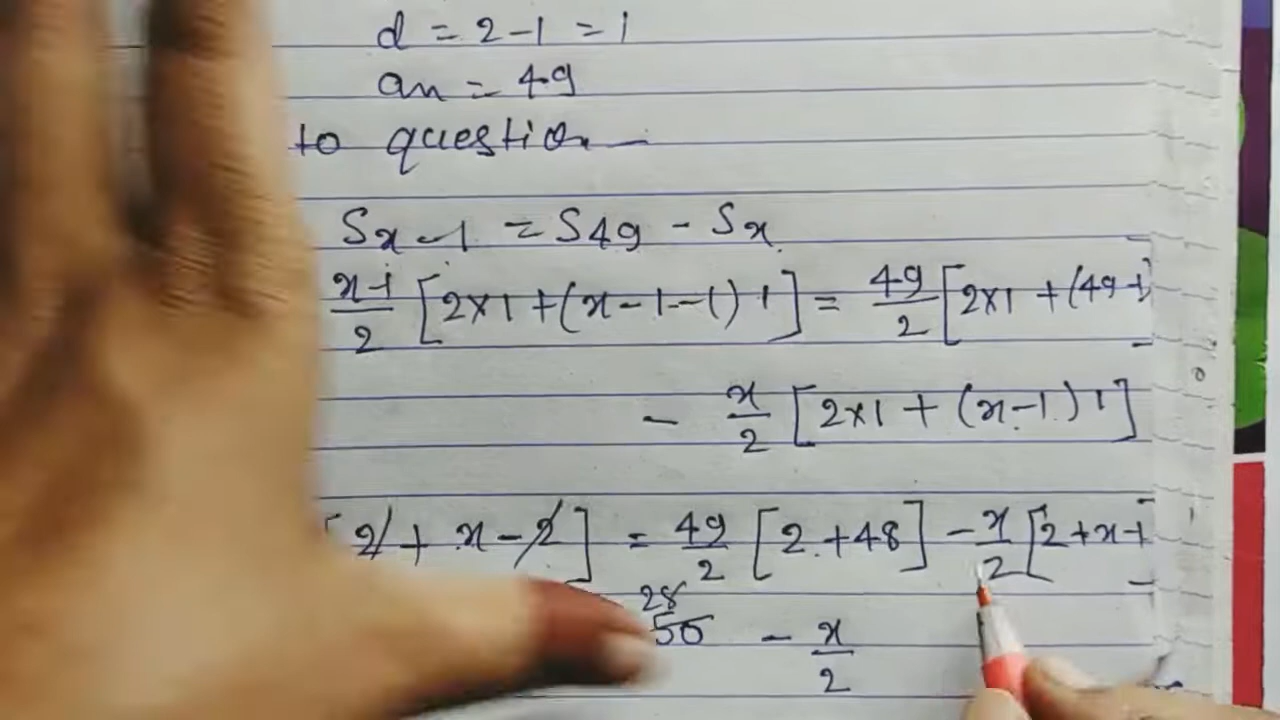 d = 2-1 = 1
an = 49
to question
Sx-1 = S49 - Sx
x-1/2 [2×1+(x-1-1)1] = 49/2 [2×1+(49-1]
- x/2 [2×1+(x-1)1]
[2+x-2] = 49/2 [2+48] - x/2 [2+x-1
28
50 - x/2